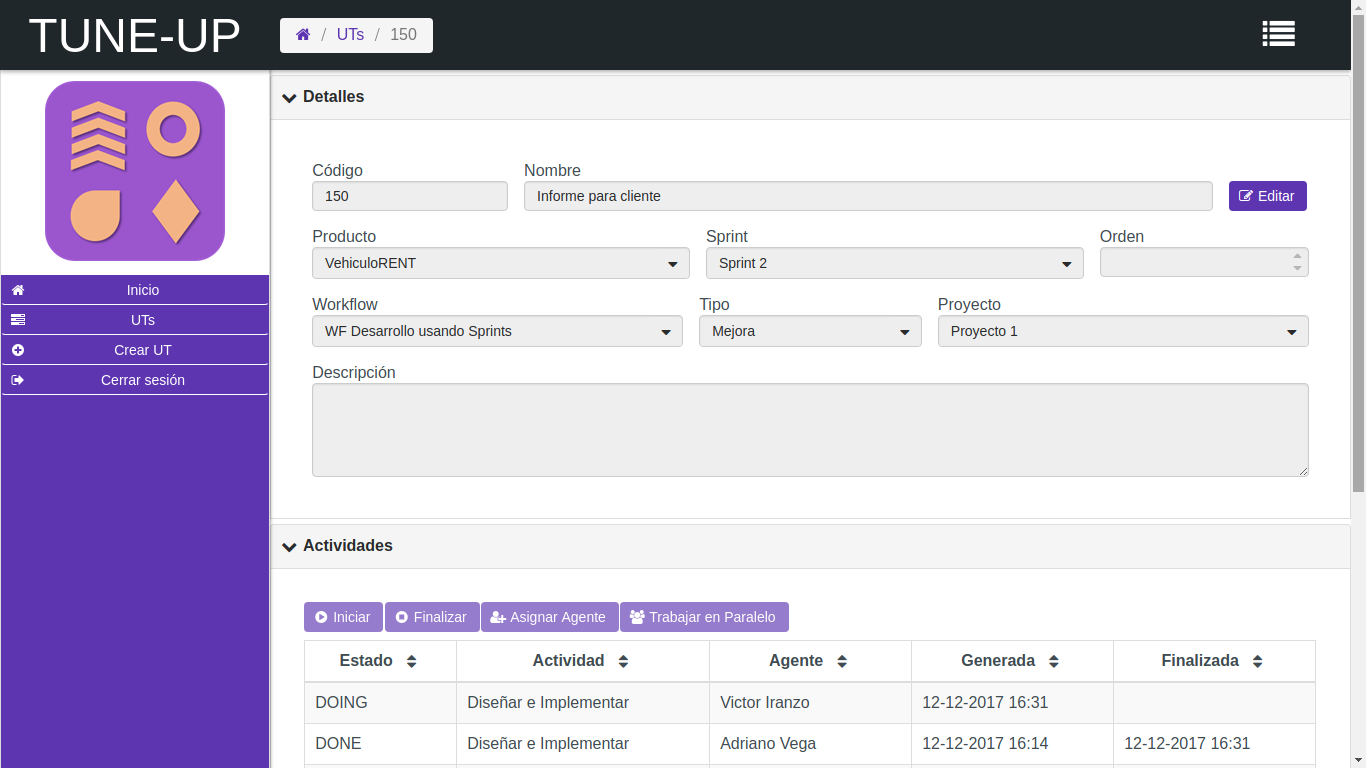 TUNE-UP
/ UTs / 150
Inicio
UTs
Crear UT
Cerrar sesión
Detalles
Código Nombre
150 Informe para cliente Editar
Producto Sprint Orden
VehiculoRENT Sprint 2
Workflow Tipo Proyecto
WF Desarrollo usando Sprints Mejora Proyecto 1
Descripción
Actividades
Iniciar Finalizar Asignar Agente Trabajar en Paralelo
Estado Actividad Agente Generada Finalizada
DOING Diseñar e Implementar Victor Iranzo 12-12-2017 16:31
DONE Diseñar e Implementar Adriano Vega 12-12-2017 16:14 12-12-2017 16:31